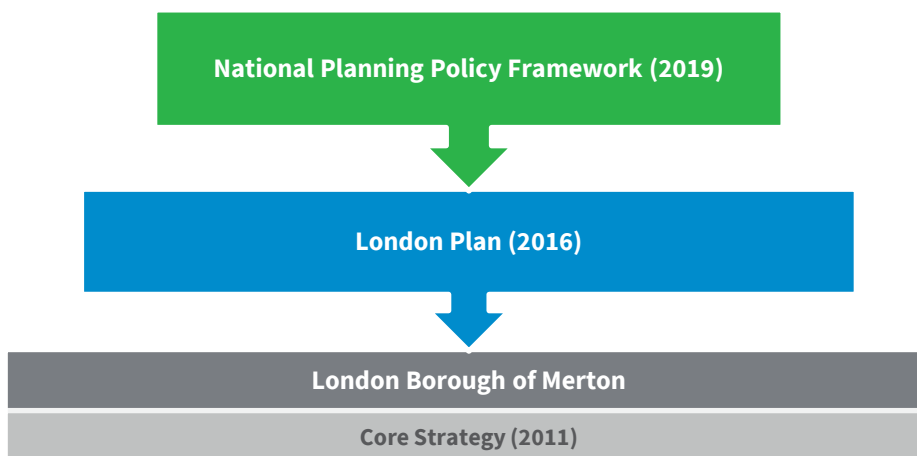 National Planning Policy Framework (2019)
London Plan (2016)
London Borough of Merton
Core Strategy (2011)